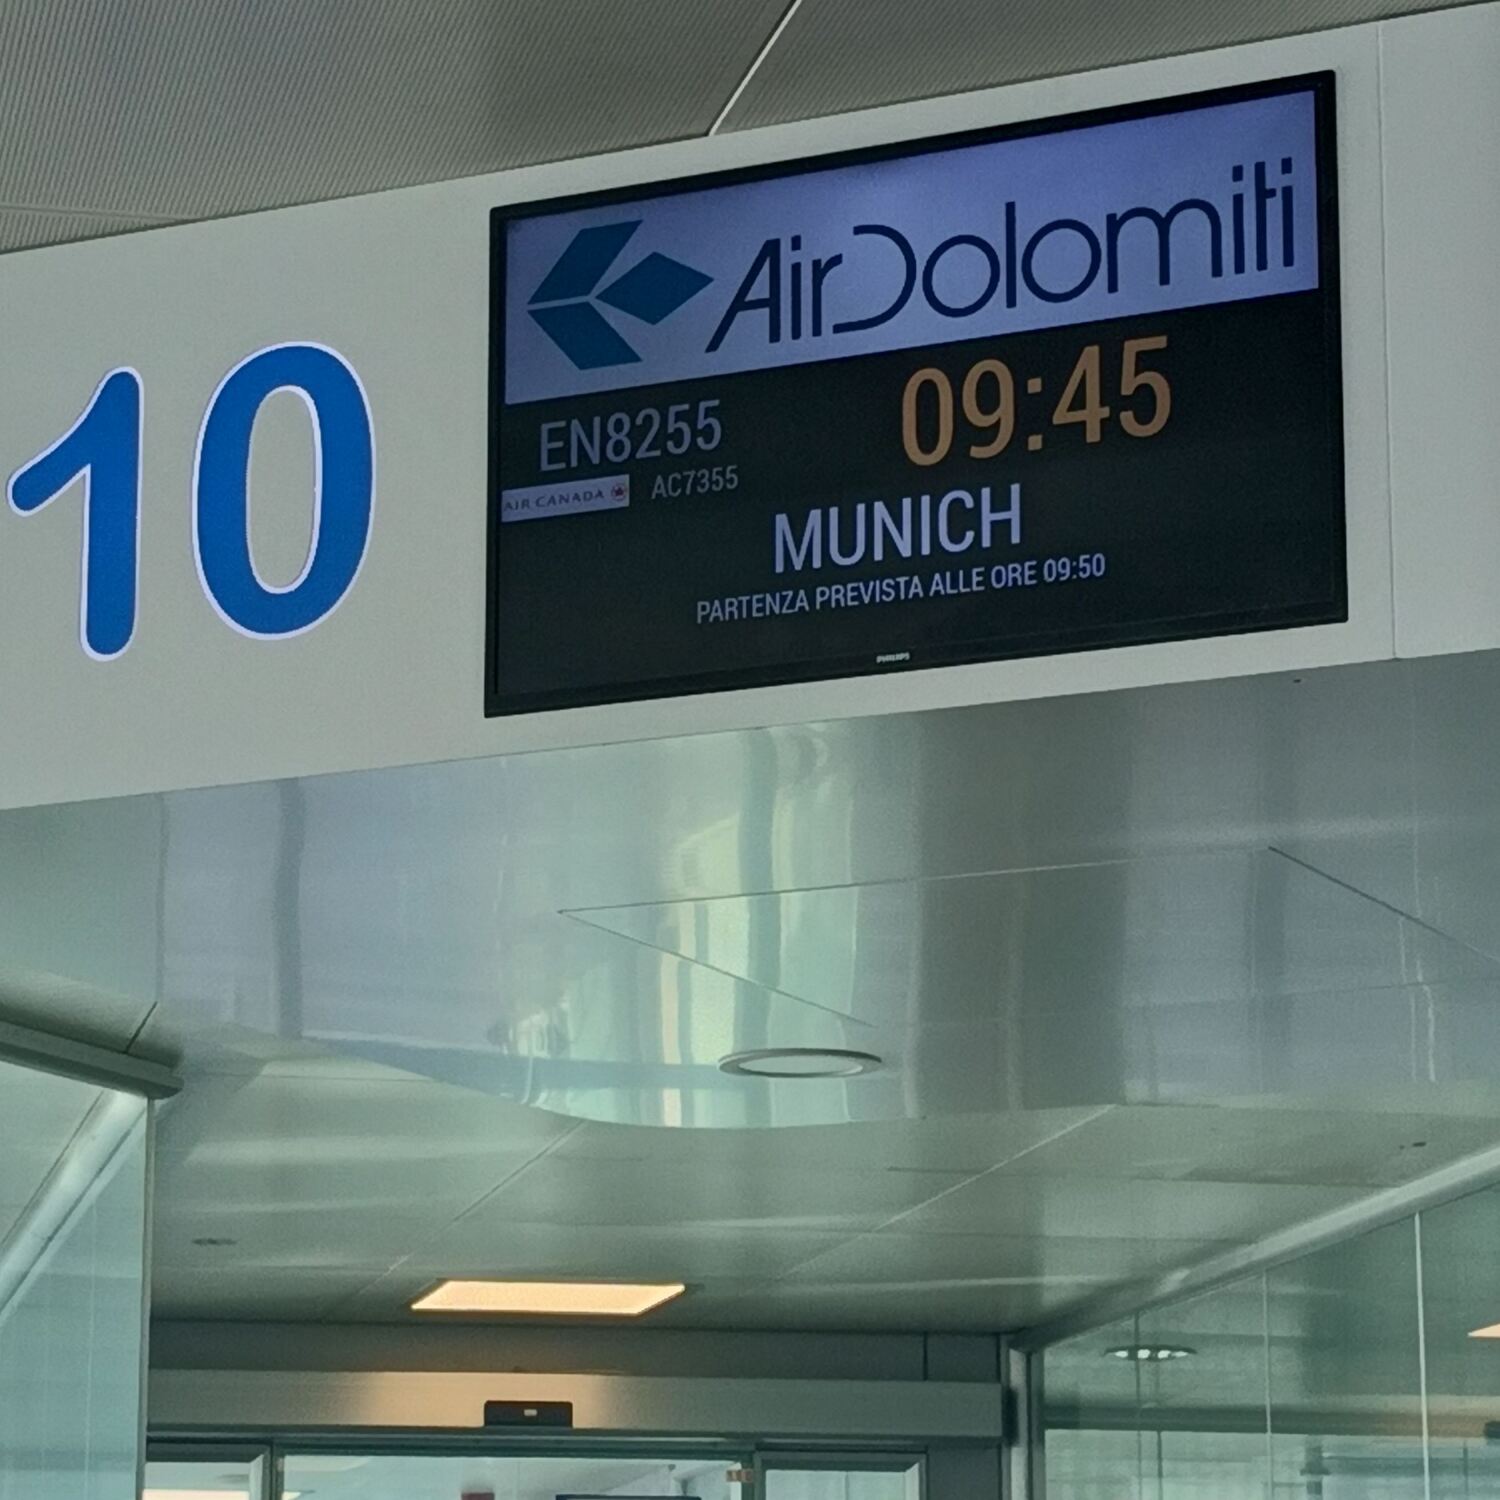 10
AirDolomiti
EN8255
09:45
AIR CANADA
AC7355
MUNICH
PARTENZA PREVISTA ALLE ORE 09:50
PHILIPS